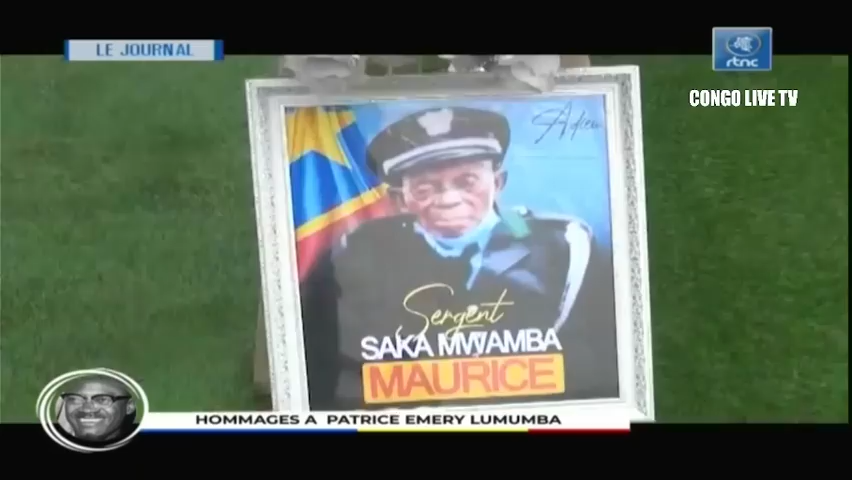 LE JOURNAL
rtnc
CONGO LIVE TV
Adieu
Sergent
SAKA MWAMBA
MAURICE
HOMMAGES A PATRICE EMERY LUMUMBA